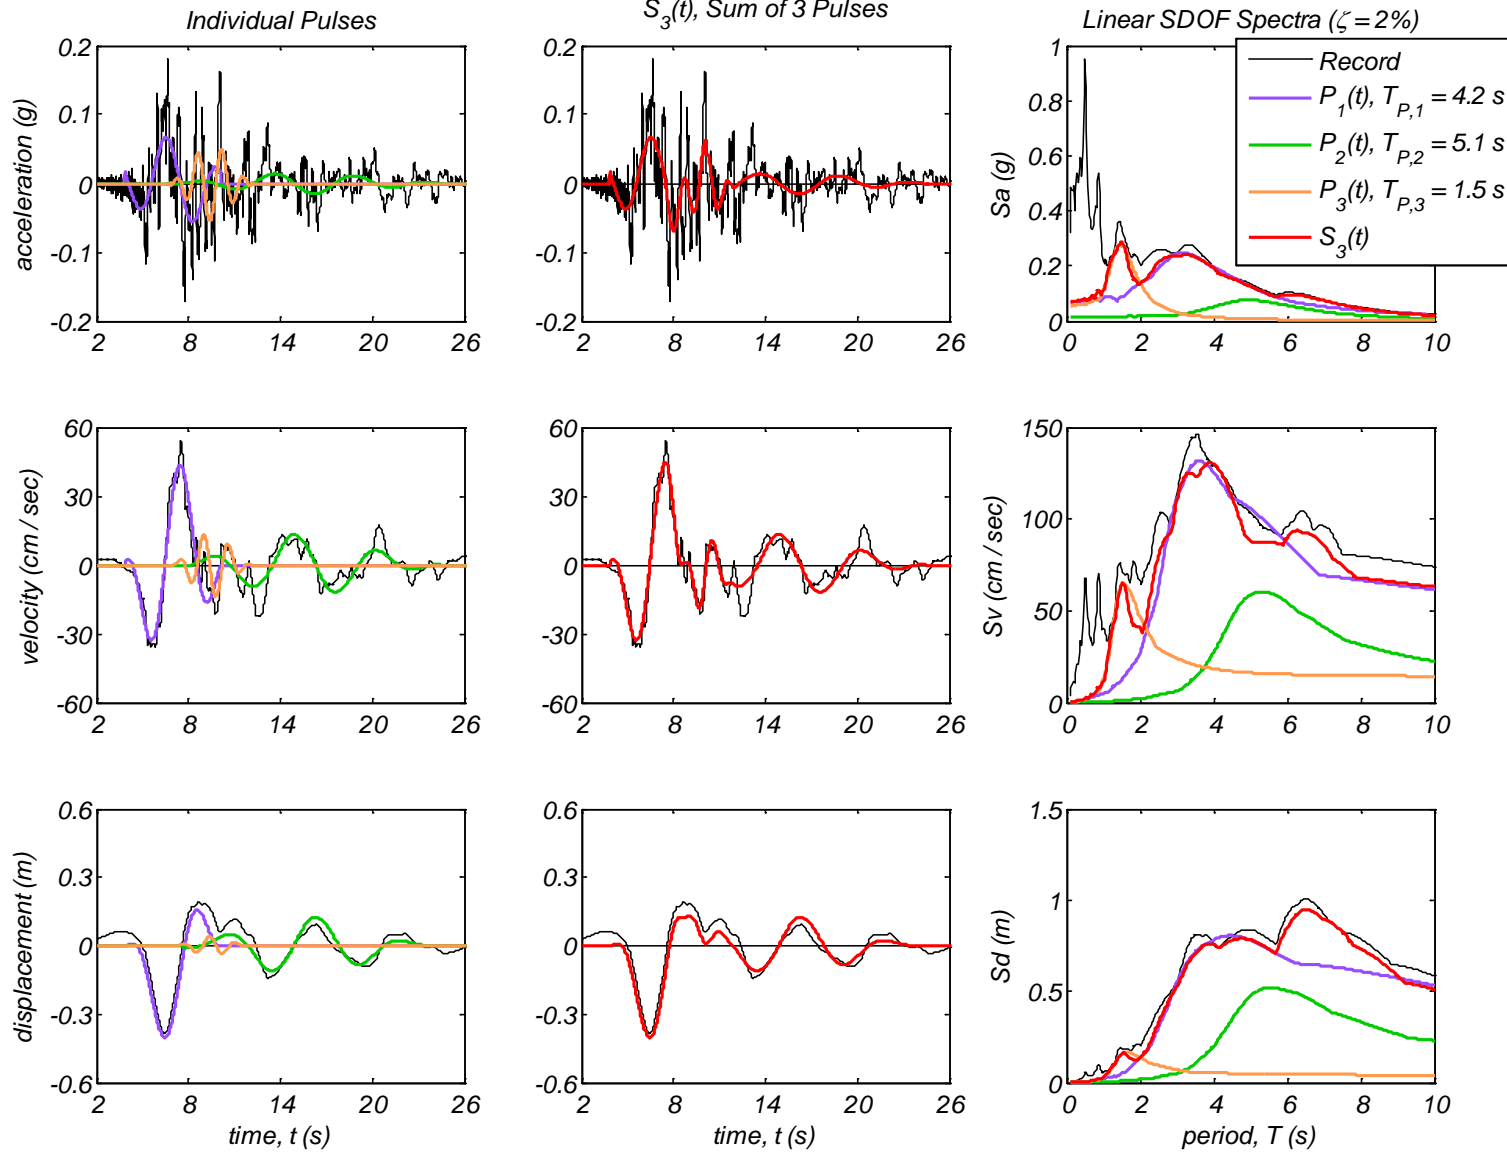 Individual Pulses
S3(t), Sum of 3 Pulses
Linear SDOF Spectra (ζ = 2%)
Record
P1(t), TP,1 = 4.2 s
P2(t), TP,2 = 5.1 s
P3(t), TP,3 = 1.5 s
S3(t)
acceleration (g)
0.2
0.1
0
-0.1
-0.2
2 8 14 20 26
0.2
0.1
0
-0.1
-0.2
2 8 14 20 26
Sa (g)
1
0.8
0.6
0.4
0.2
0
0 2 4 6 8 10
velocity (cm / sec)
60
30
0
-30
-60
2 8 14 20 26
60
30
0
-30
-60
2 8 14 20 26
Sv (cm / sec)
150
100
50
0
0 2 4 6 8 10
displacement (m)
0.6
0.3
0
-0.3
-0.6
2 8 14 20 26
time, t (s)
0.6
0.3
0
-0.3
-0.6
2 8 14 20 26
time, t (s)
Sd (m)
1.5
1
0.5
0
0 2 4 6 8 10
period, T (s)